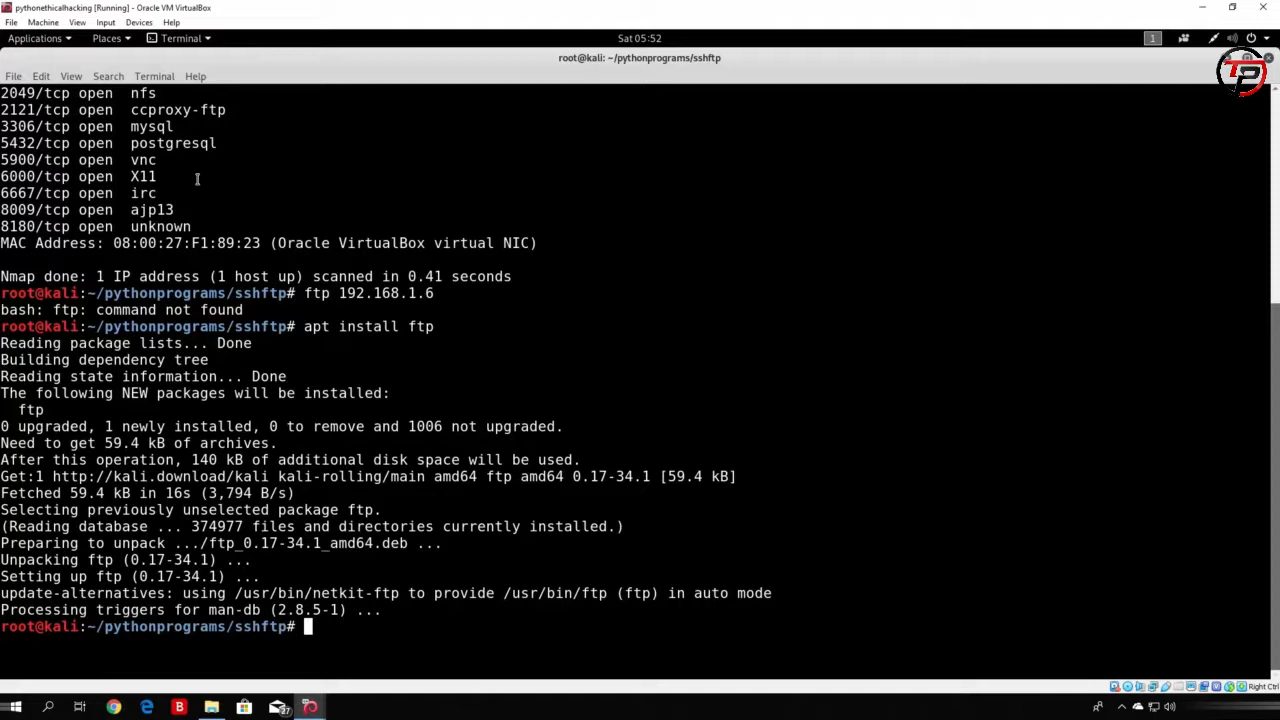 pythonethicalhacking [Running] - Oracle VM VirtualBox
File Machine View Input Devices Help
Applications Places Terminal Sat 05:52 1
root@kali: ~/pythonprograms/sshftp
TP
File Edit View Search Terminal Help
2049/tcp open nfs
2121/tcp open ccproxy-ftp
3306/tcp open mysql
5432/tcp open postgresql
5900/tcp open vnc
6000/tcp open X11
6667/tcp open irc
8009/tcp open ajp13
8180/tcp open unknown
MAC Address: 08:00:27:F1:89:23 (Oracle VirtualBox virtual NIC)
Nmap done: 1 IP address (1 host up) scanned in 0.41 seconds
root@kali:~/pythonprograms/sshftp# ftp 192.168.1.6
bash: ftp: command not found
root@kali:~/pythonprograms/sshftp# apt install ftp
Reading package lists... Done
Building dependency tree
Reading state information... Done
The following NEW packages will be installed:
ftp
0 upgraded, 1 newly installed, 0 to remove and 1006 not upgraded.
Need to get 59.4 kB of archives.
After this operation, 140 kB of additional disk space will be used.
Get:1 http://kali.download/kali kali-rolling/main amd64 ftp amd64 0.17-34.1 [59.4 kB]
Fetched 59.4 kB in 16s (3,794 B/s)
Selecting previously unselected package ftp.
(Reading database ... 374977 files and directories currently installed.)
Preparing to unpack .../ftp_0.17-34.1_amd64.deb ...
Unpacking ftp (0.17-34.1) ...
Setting up ftp (0.17-34.1) ...
update-alternatives: using /usr/bin/netkit-ftp to provide /usr/bin/ftp (ftp) in auto mode
Processing triggers for man-db (2.8.5-1) ...
root@kali:~/pythonprograms/sshftp#
Right Ctrl
B 27